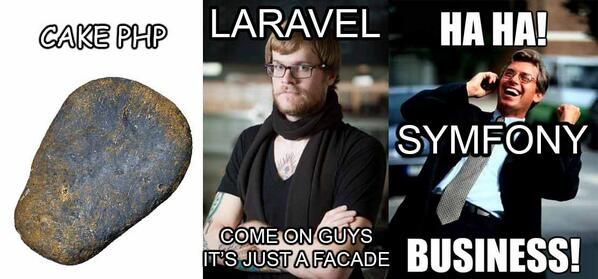 CAKE PHP
LARAVEL
COME ON GUYS
IT'S JUST A FACADE
HA HA!
SYMFONY
BUSINESS!